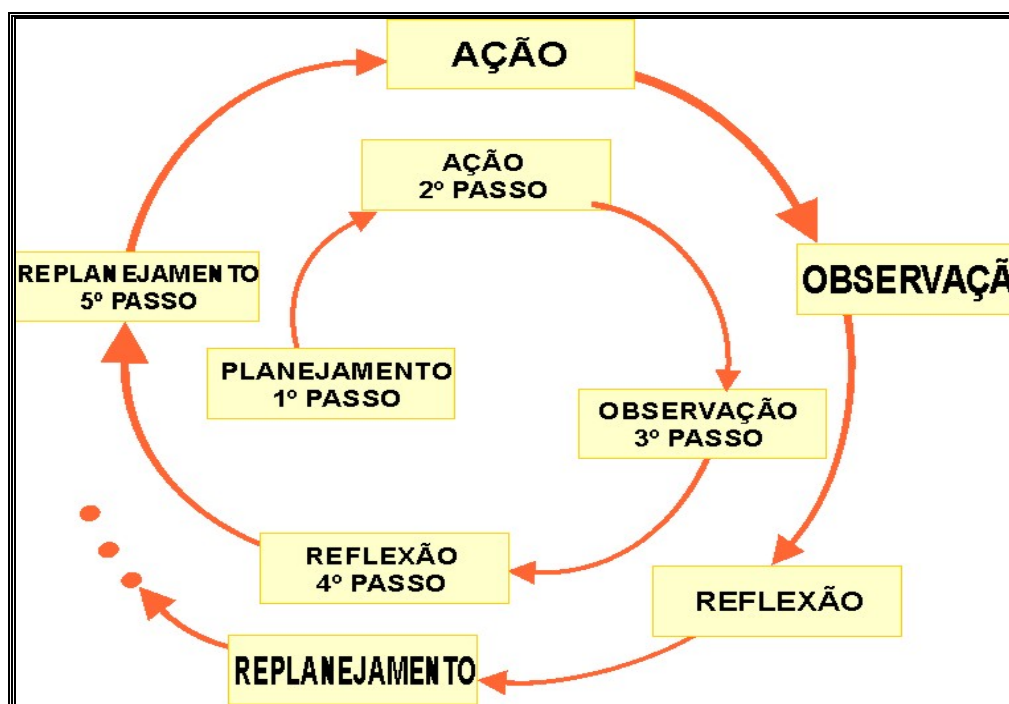 AÇÃO
AÇÃO
2º PASSO
OBSERVAÇÃ
REPLANEJAMENTO
5º PASSO
PLANEJAMENTO
1º PASSO
OBSERVAÇÃO
3º PASSO
REFLEXÃO
4º PASSO
REFLEXÃO
REPLANEJAMENTO